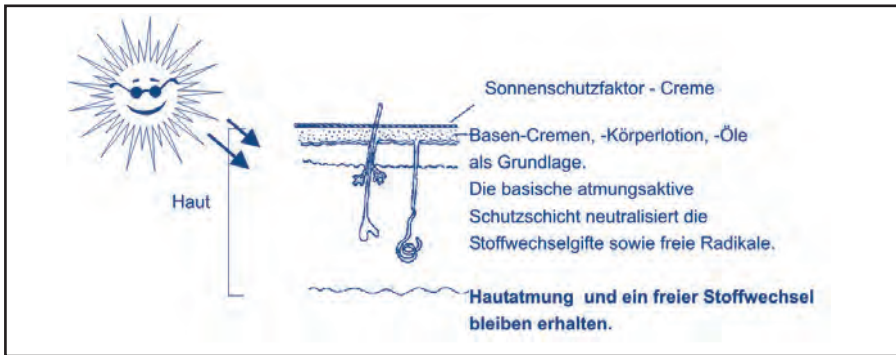 Sonnenschutzfaktor - Creme
Basen-Cremen, -Körperlotion, -Öle
als Grundlage.
Die basische atmungsaktive
Haut
Schutzschicht neutralisiert die
Stoffwechselgifte sowie freie Radikale.
Hautatmung und ein freier Stoffwechsel
bleiben erhalten.